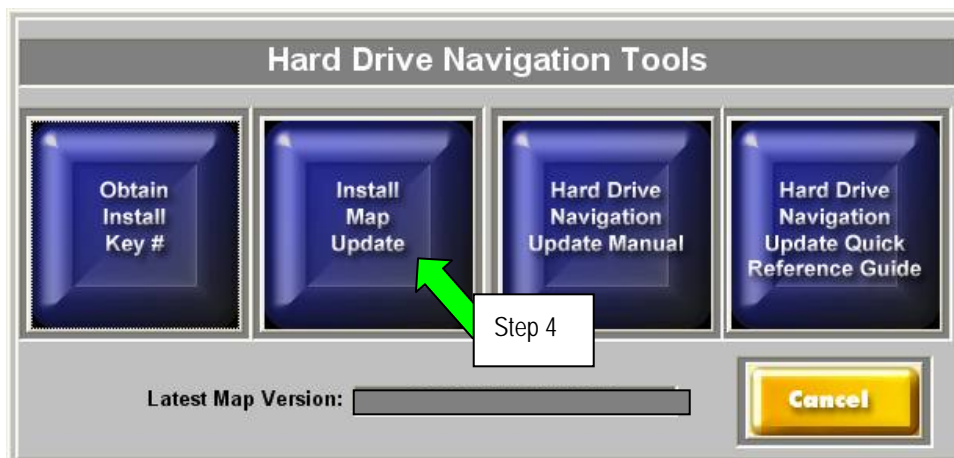 Hard Drive Navigation Tools
Obtain
Install
Key #
Install
Map
Update
Hard Drive
Navigation
Update Manual
Hard Drive
Navigation
Update Quick
Reference Guide
Step 4
Latest Map Version:
Cancel